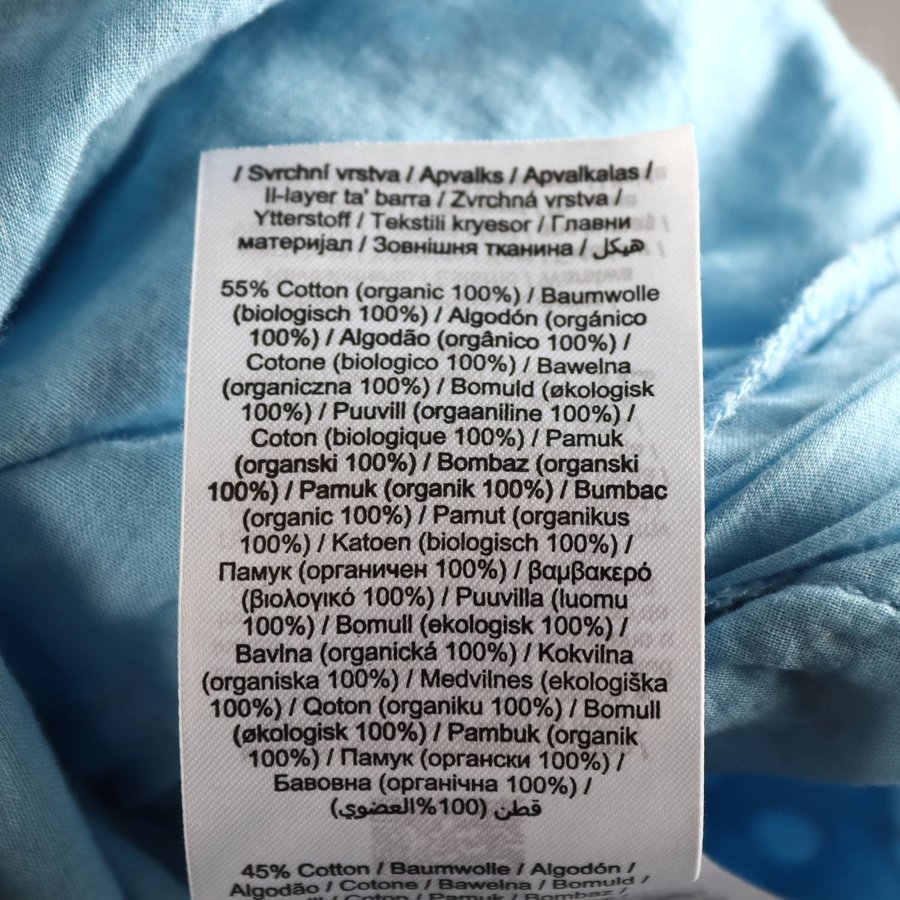 / Svrchní vrstva / Apvalks / Apvalkalas /
Il-layer ta' barra / Zvrchná vrstva /
Ytterstoff / Tekstili kryesor / Главни
материјал / Зовнішня тканина / هيكل
55% Cotton (organic 100%) / Baumwolle
(biologisch 100%) / Algodón (orgánico
100%) / Algodão (orgânico 100%) /
Cotone (biologico 100%) / Bawełna
(organiczna 100%) / Bomuld (økologisk
100%) / Puuvill (orgaaniline 100%) /
Coton (biologique 100%) / Pamuk
(organski 100%) / Bombaz (organski
100%) / Pamuk (organik 100%) / Bumbac
(organic 100%) / Pamut (organikus
100%) / Katoen (biologisch 100%) /
Памук (органичен 100%) / βαμβακερό
(βιολογικό 100%) / Puuvilla (luomu
100%) / Bomull (ekologisk 100%) /
Bavlna (organická 100%) / Kokvilna
(organiska 100%) / Medvilnes (ekologiška
100%) / Qoton (organiku 100%) / Bomull
(økologisk 100%) / Pambuk (organik
100%) / Памук (органски 100%) /
Бавовна (органічна 100%) /
قطن (100%العضوي)
45% Cotton / Baumwolle / Algodón /
Algodão / Cotone / Bawełna / Bomuld /
Coton / Pamuk / Bombaz /